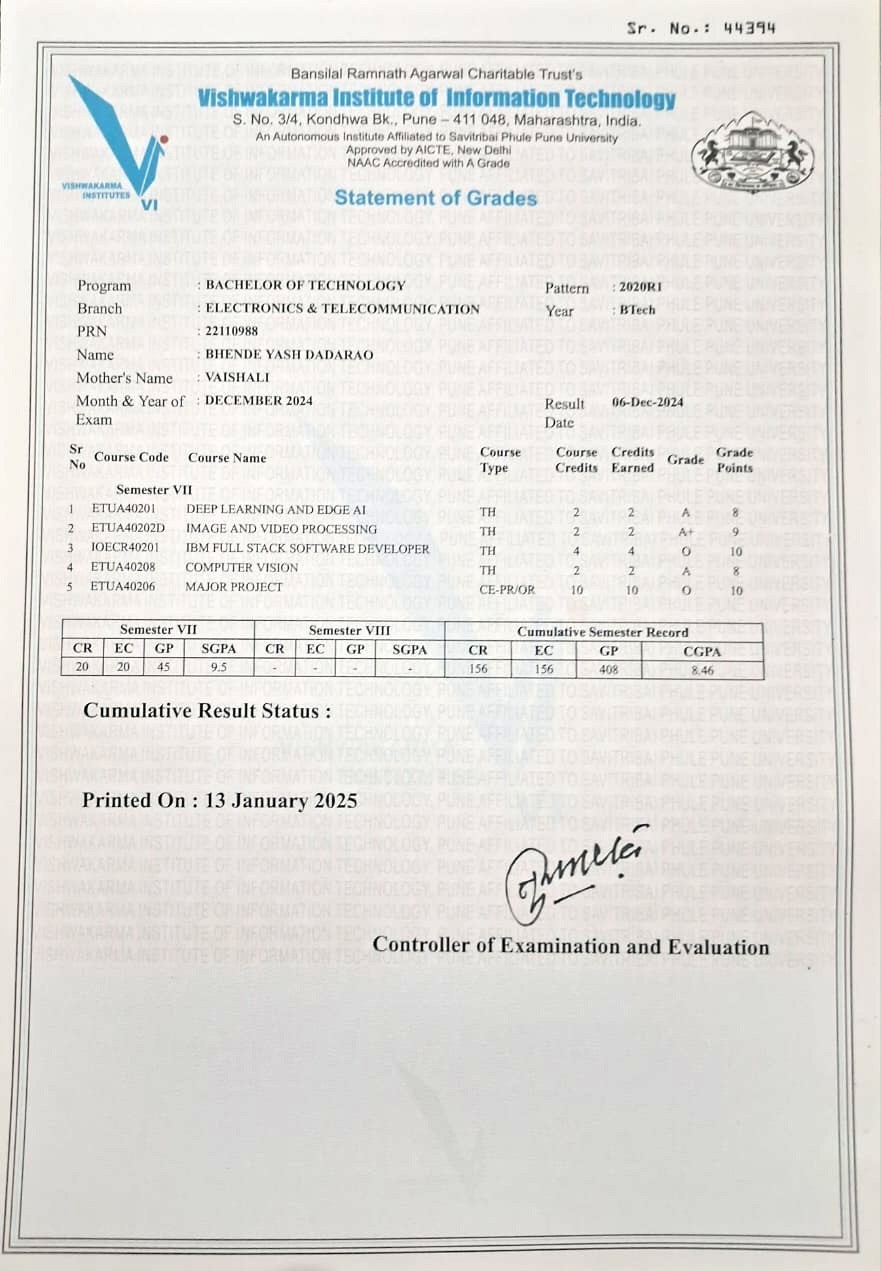 Sr. No.: 44394
Bansilal Ramnath Agarwal Charitable Trust's
Vishwakarma Institute of Information Technology
S. No. 3/4, Kondhwa Bk., Pune – 411 048, Maharashtra, India.
An Autonomous Institute Affiliated to Savitribai Phule Pune University
Approved by AICTE, New Delhi
NAAC Accredited with A Grade
VISHWAKARMA
INSTITUTES
VI
Statement of Grades
Program : BACHELOR OF TECHNOLOGY Pattern : 2020R1
Branch : ELECTRONICS & TELECOMMUNICATION Year : BTech
PRN : 22110988
Name : BHENDE YASH DADARAO
Mother's Name : VAISHALI
Month & Year of Exam : DECEMBER 2024 Result Date 06-Dec-2024
Sr No Course Code Course Name Course Type Course Credits Credits Earned Grade Grade Points
Semester VII
1 ETUA40201 DEEP LEARNING AND EDGE AI TH 2 2 A 8
2 ETUA40202D IMAGE AND VIDEO PROCESSING TH 2 2 A+ 9
3 IOECR40201 IBM FULL STACK SOFTWARE DEVELOPER TH 4 4 O 10
4 ETUA40208 COMPUTER VISION TH 2 2 A 8
5 ETUA40206 MAJOR PROJECT CE-PR/OR 10 10 O 10
Semester VII Semester VIII Cumulative Semester Record
CR EC GP SGPA CR EC GP SGPA CR EC GP CGPA
20 20 45 9.5 - - - - 156 156 408 8.46
Cumulative Result Status :
Printed On : 13 January 2025
Controller of Examination and Evaluation